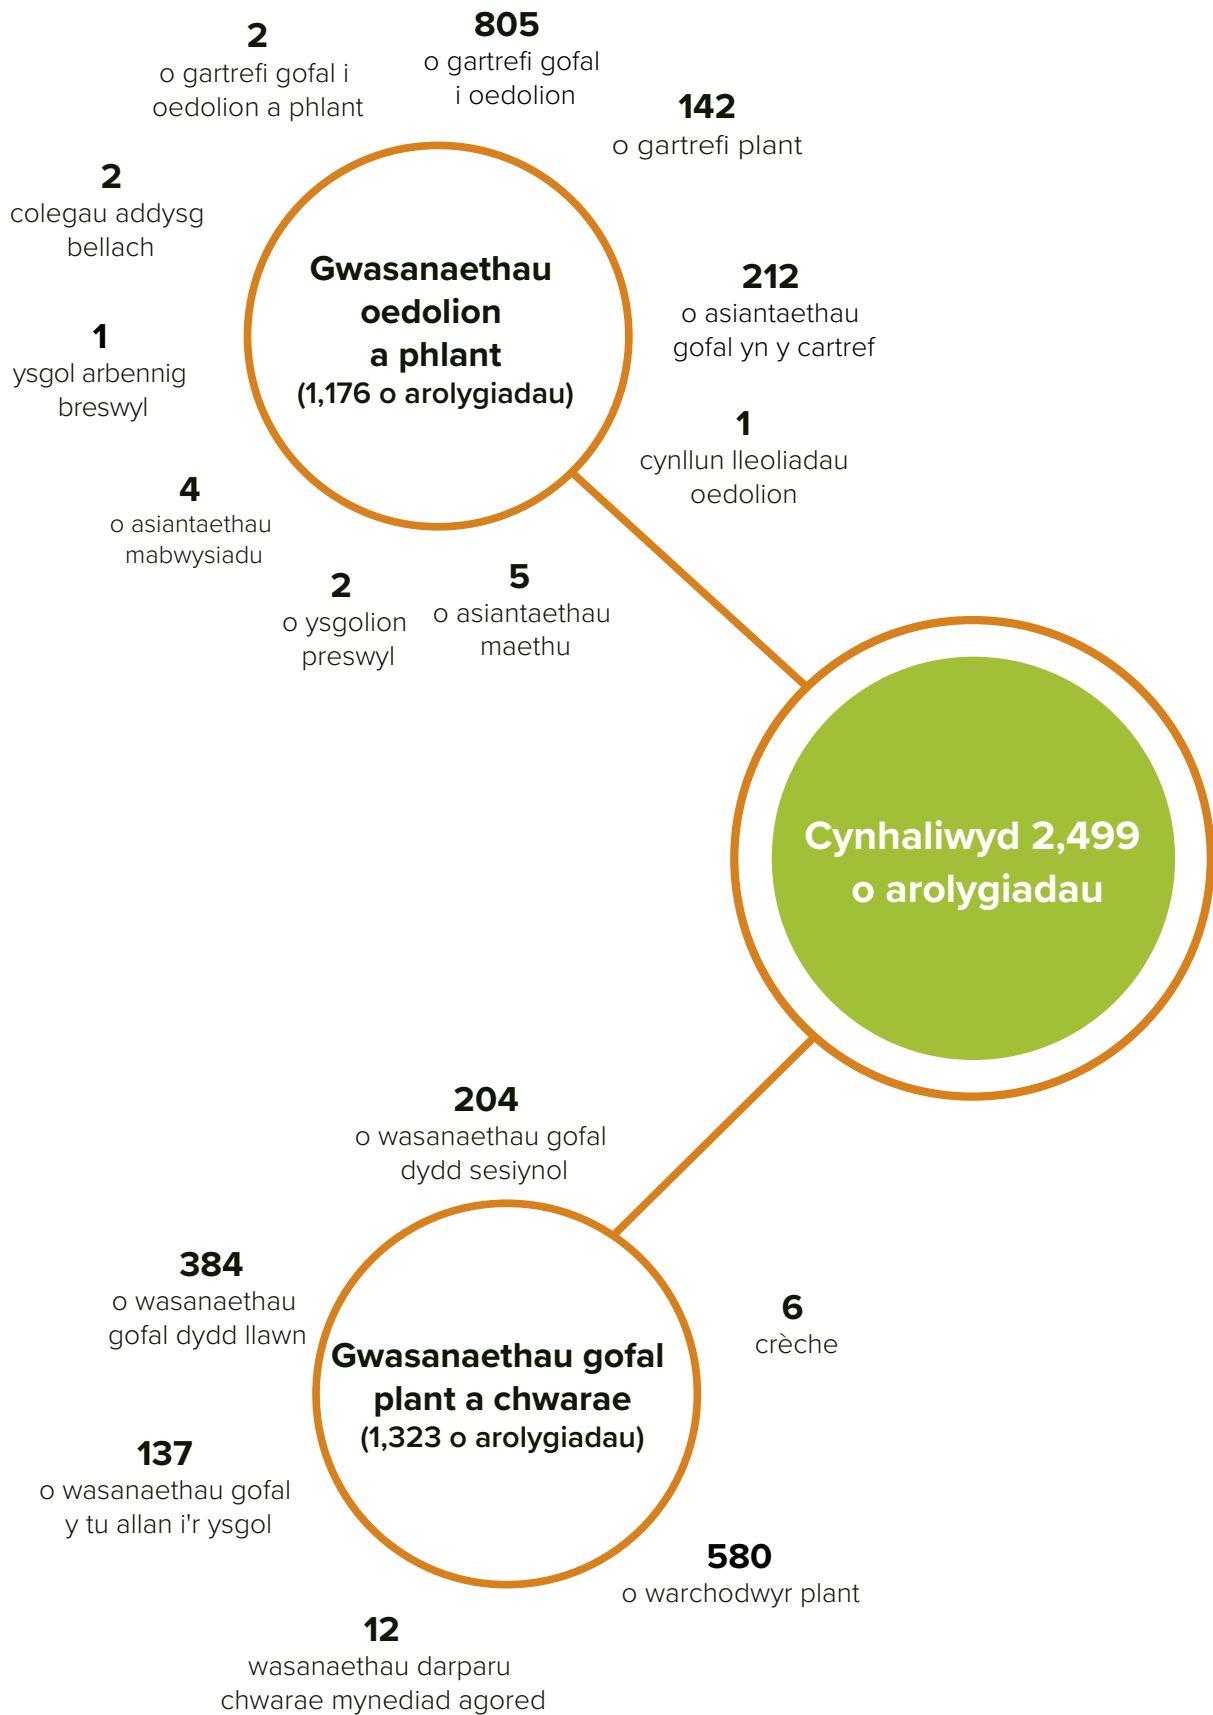 2
o gartrefi gofal i
oedolion a phlant
805
o gartrefi gofal
i oedolion
142
o gartrefi plant
2
colegau addysg
bellach
Gwasanaethau
oedolion
a phlant
(1,176 o arolygiadau)
212
o asiantaethau
gofal yn y cartref
1
ysgol arbennig
breswyl
1
cynllun lleoliadau
oedolion
4
o asiantaethau
mabwysiadu
2
o ysgolion
preswyl
5
o asiantaethau
maethu
Cynhaliwyd 2,499
o arolygiadau
204
o wasanaethau gofal
dydd sesiynol
384
o wasanaethau
gofal dydd llawn
6
crèche
Gwasanaethau gofal
plant a chwarae
(1,323 o arolygiadau)
137
o wasanaethau gofal
y tu allan i'r ysgol
580
o warchodwyr plant
12
wasanaethau darparu
chwarae mynediad agored